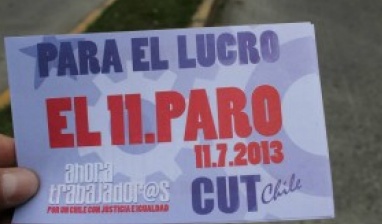 PARA EL LUCRO
EL 11.PARO
11.7.2013
ahora
trabajador@s
POR UN CHILE CON JUSTICIA E IGUALDAD
CUT Chile